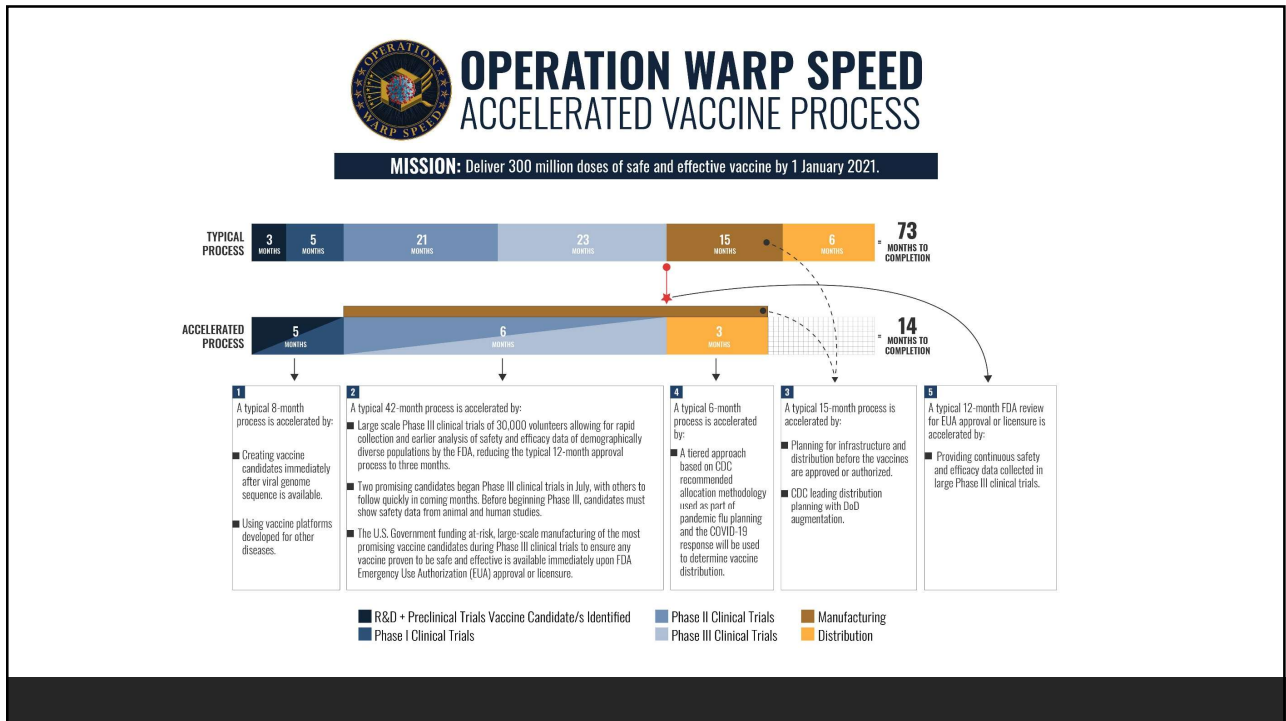 OPERATION
WARP SPEED
OPERATION WARP SPEED
ACCELERATED VACCINE PROCESS
MISSION: Deliver 300 million doses of safe and effective vaccine by 1 January 2021.
TYPICAL
PROCESS
3
MONTHS
5
MONTHS
21
MONTHS
23
MONTHS
15
MONTHS
6
MONTHS
=
73
MONTHS TO
COMPLETION
ACCELERATED
PROCESS
5
MONTHS
6
MONTHS
3
MONTHS
=
14
MONTHS TO
COMPLETION
1
A typical 8-month
process is accelerated by:
■ Creating vaccine
candidates immediately
after viral genome
sequence is available.
■ Using vaccine platforms
developed for other
diseases.
2
A typical 42-month process is accelerated by:
■ Large scale Phase III clinical trials of 30,000 volunteers allowing for rapid
collection and earlier analysis of safety and efficacy data of demographically
diverse populations by the FDA, reducing the typical 12-month approval
process to three months.
■ Two promising candidates began Phase III clinical trials in July, with others to
follow quickly in coming months. Before beginning Phase III, candidates must
show safety data from animal and human studies.
■ The U.S. Government funding at-risk, large-scale manufacturing of the most
promising vaccine candidates during Phase III clinical trials to ensure any
vaccine proven to be safe and effective is available immediately upon FDA
Emergency Use Authorization (EUA) approval or licensure.
4
A typical 6-month
process is accelerated
by:
■ A tiered approach
based on CDC
recommended
allocation methodology
used as part of
pandemic flu planning
and the COVID-19
response will be used
to determine vaccine
distribution.
3
A typical 15-month process is
accelerated by:
■ Planning for infrastructure and
distribution before the vaccines
are approved or authorized.
■ CDC leading distribution
planning with DoD
augmentation.
5
A typical 12-month FDA review
for EUA approval or licensure is
accelerated by:
■ Providing continuous safety
and efficacy data collected in
large Phase III clinical trials.
R&D + Preclinical Trials Vaccine Candidate/s Identified
Phase I Clinical Trials
Phase II Clinical Trials
Phase III Clinical Trials
Manufacturing
Distribution